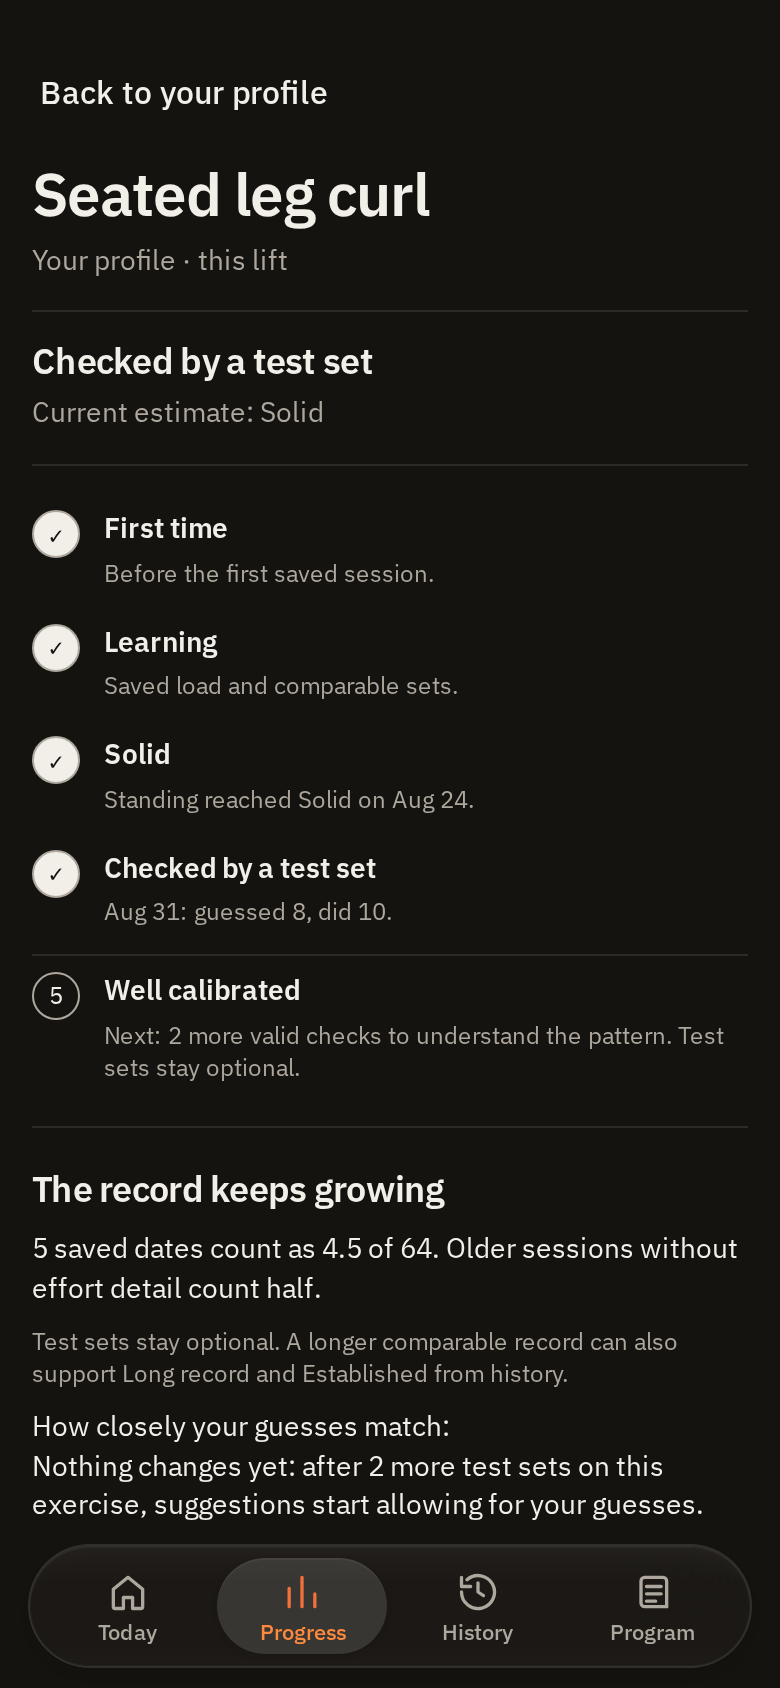 Back to your profile
Seated leg curl
Your profile · this lift
Checked by a test set
Current estimate: Solid
✓ First time
Before the first saved session.
✓ Learning
Saved load and comparable sets.
✓ Solid
Standing reached Solid on Aug 24.
✓ Checked by a test set
Aug 31: guessed 8, did 10.
5 Well calibrated
Next: 2 more valid checks to understand the pattern. Test
sets stay optional.
The record keeps growing
5 saved dates count as 4.5 of 64. Older sessions without
effort detail count half.
Test sets stay optional. A longer comparable record can also
support Long record and Established from history.
How closely your guesses match:
Nothing changes yet: after 2 more test sets on this
exercise, suggestions start allowing for your guesses.
Today Progress History Program